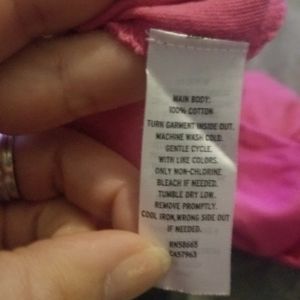 MAIN BODY:
100% COTTON
TURN GARMENT INSIDE OUT.
MACHINE WASH COLD.
GENTLE CYCLE.
WITH LIKE COLORS.
ONLY NON-CHLORINE.
BLEACH IF NEEDED.
TUMBLE DRY LOW.
REMOVE PROMPTLY.
COOL IRON,WRONG SIDE OUT
IF NEEDED.
RN58665
CA57963